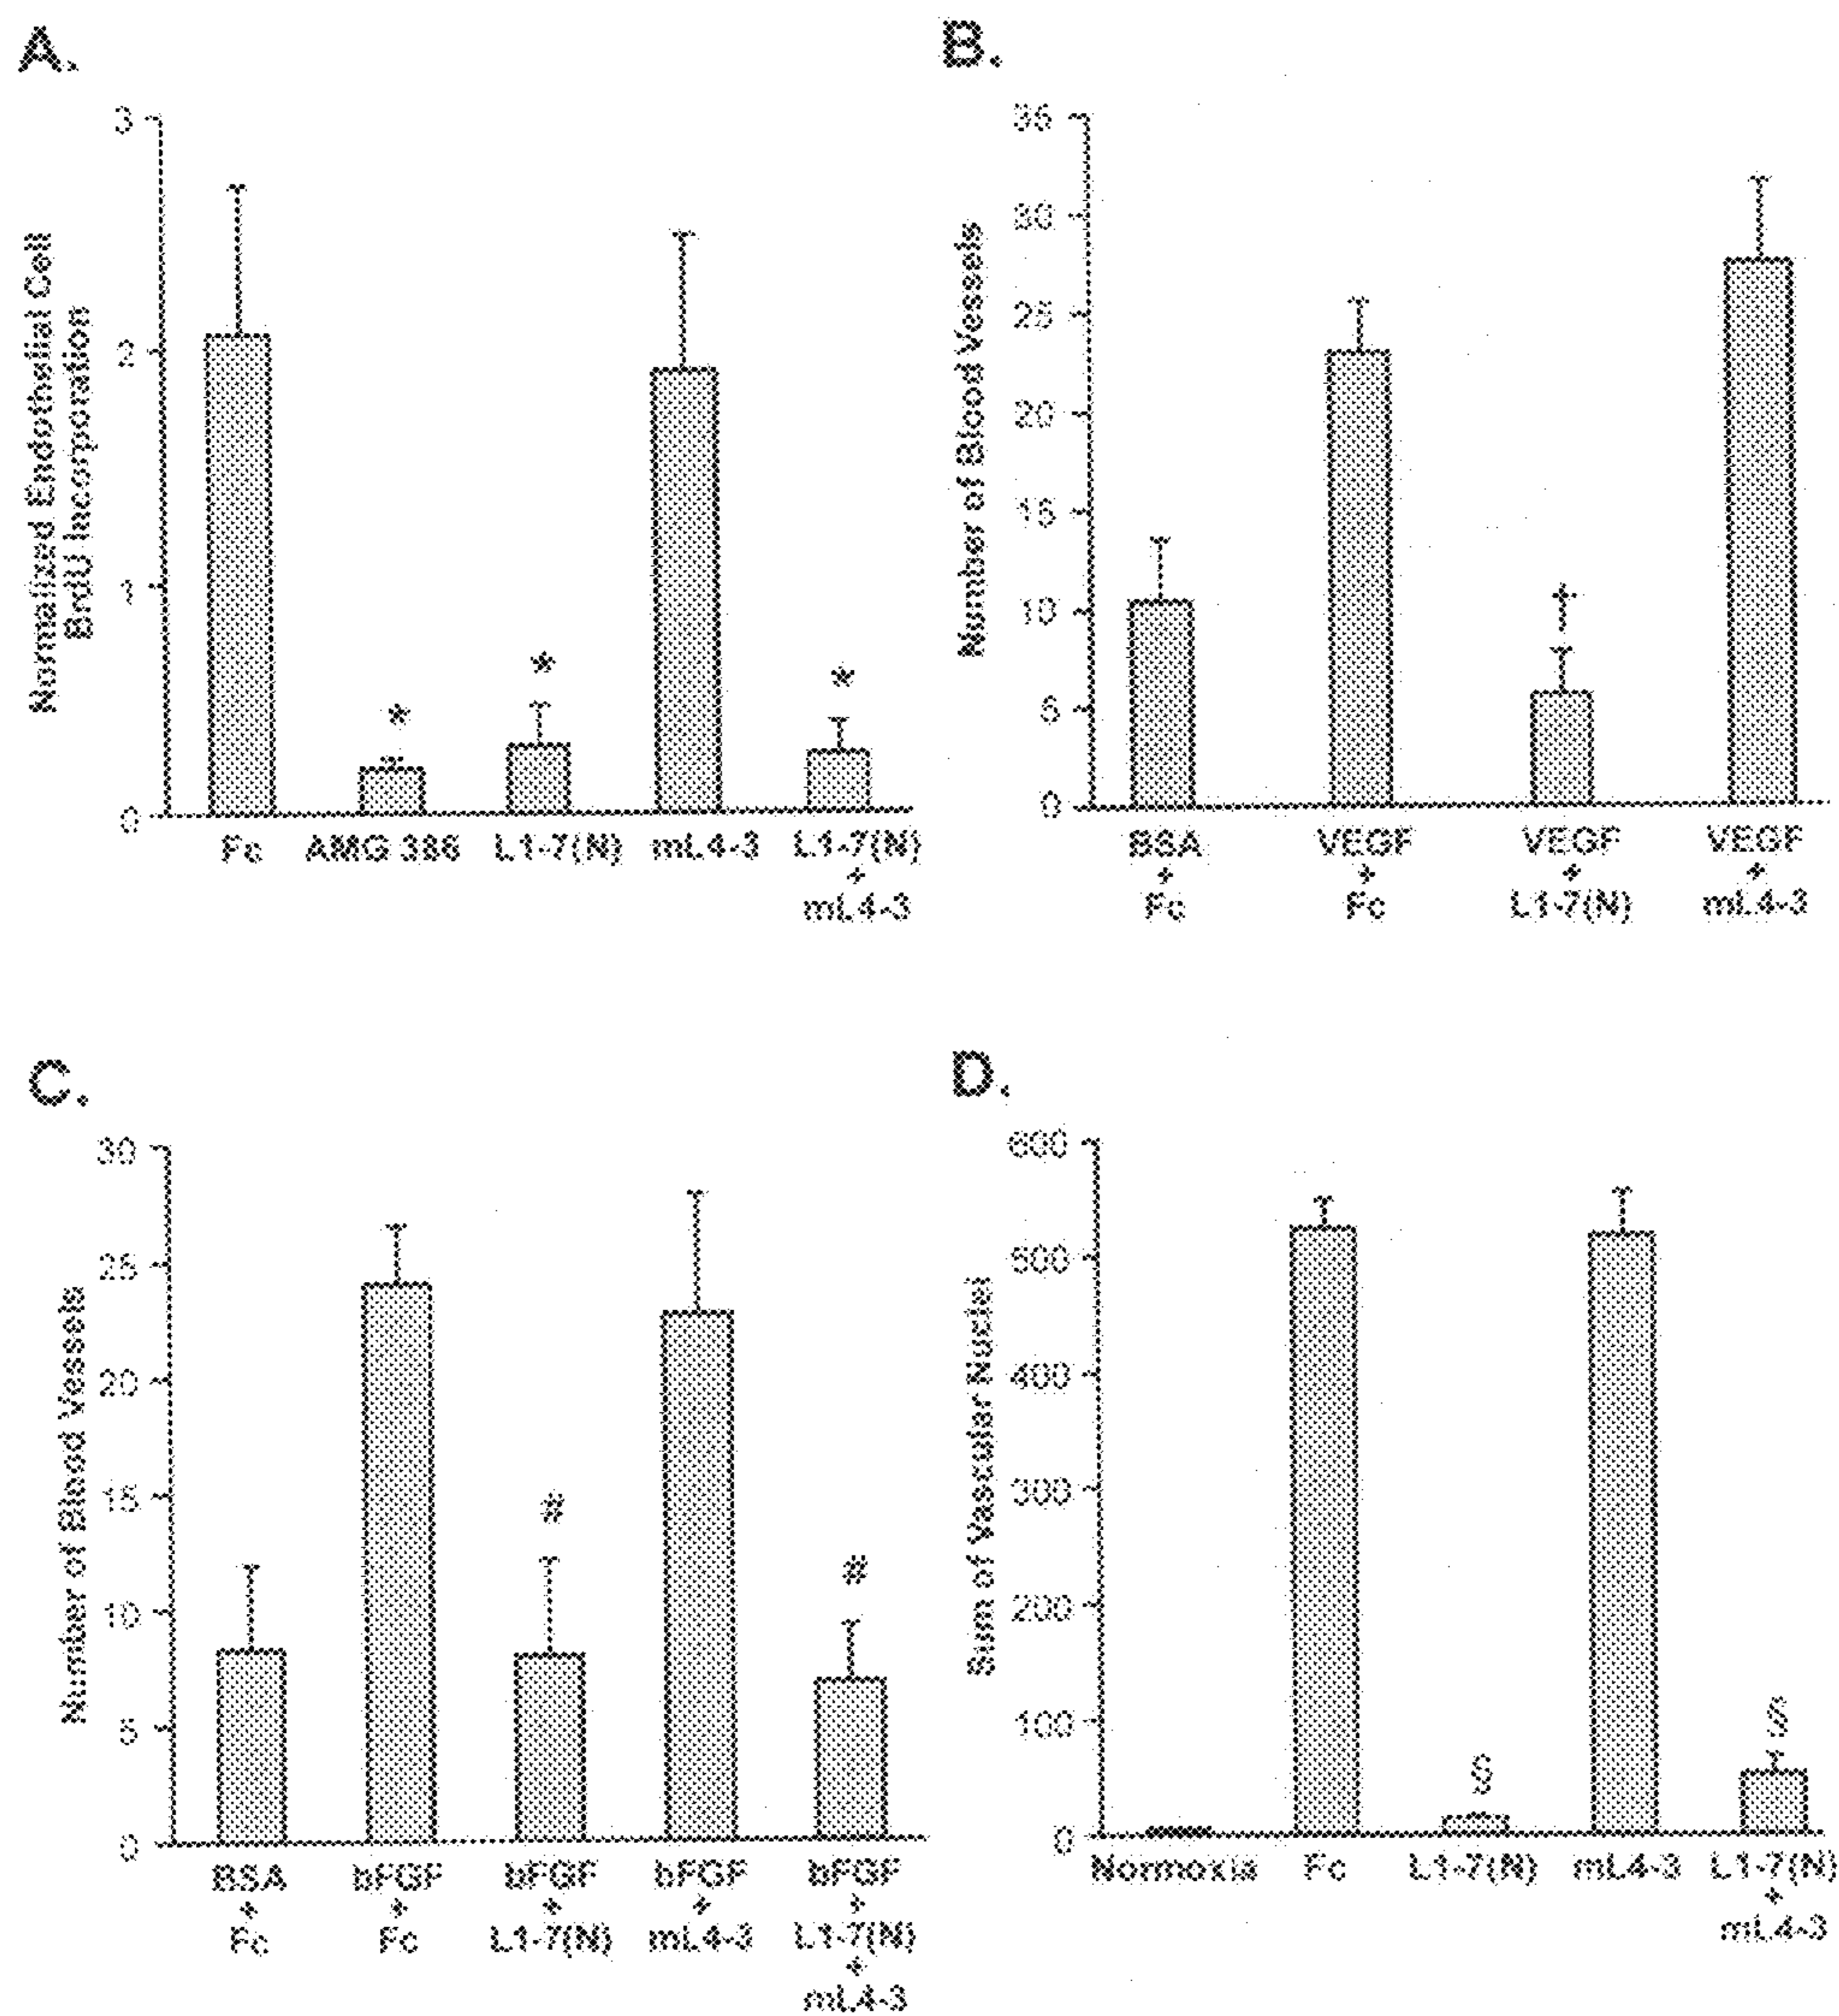 A.
Normalized Endothelial Cell
BrdU Incorporation
3
2
1
0
*
*
*
Fc AMG 386 L1-7(N) mL4-3 L1-7(N)
+
mL4-3
B.
Number of Blood Vessels
35
30
25
20
15
10
5
0
†
BSA VEGF VEGF VEGF
+ + + +
Fc Fc L1-7(N) mL4-3
C.
Number of Blood Vessels
30
25
20
15
10
5
0
#
#
BSA bFGF bFGF bFGF bFGF
+ + + + +
Fc Fc L1-7(N) mL4-3 L1-7(N)
+
mL4-3
D.
Sum of Vascular Nuclei
600
500
400
300
200
100
0
§
§
Normoxia Fc L1-7(N) mL4-3 L1-7(N)
+
mL4-3